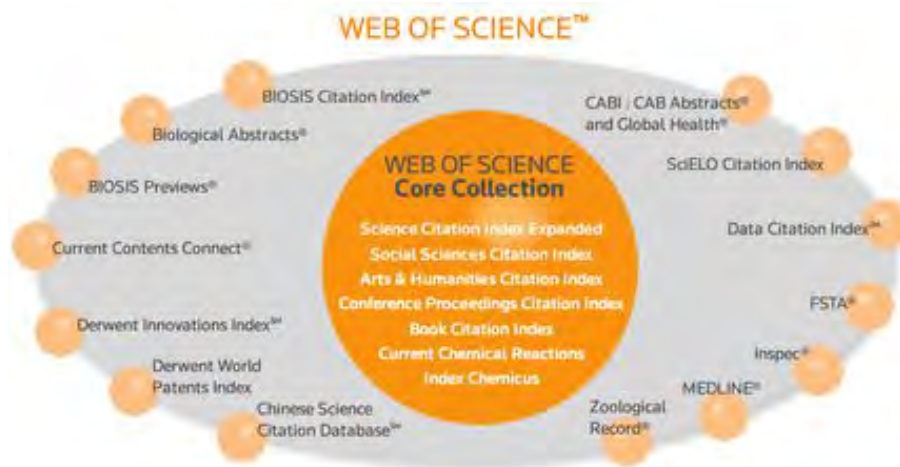 WEB OF SCIENCE™
BIOSIS Citation Index℠
Biological Abstracts®
BIOSIS Previews®
Current Contents Connect®
Derwent Innovations Index℠
Derwent World
Patents Index
Chinese Science
Citation Database℠
WEB OF SCIENCE
Core Collection
Science Citation Index Expanded
Social Sciences Citation Index
Arts & Humanities Citation Index
Conference Proceedings Citation Index
Book Citation Index
Current Chemical Reactions
Index Chemicus
CABI : CAB Abstracts®
and Global Health®
SciELO Citation Index
Data Citation Index℠
FSTA®
Inspec®
MEDLINE®
Zoological
Record®